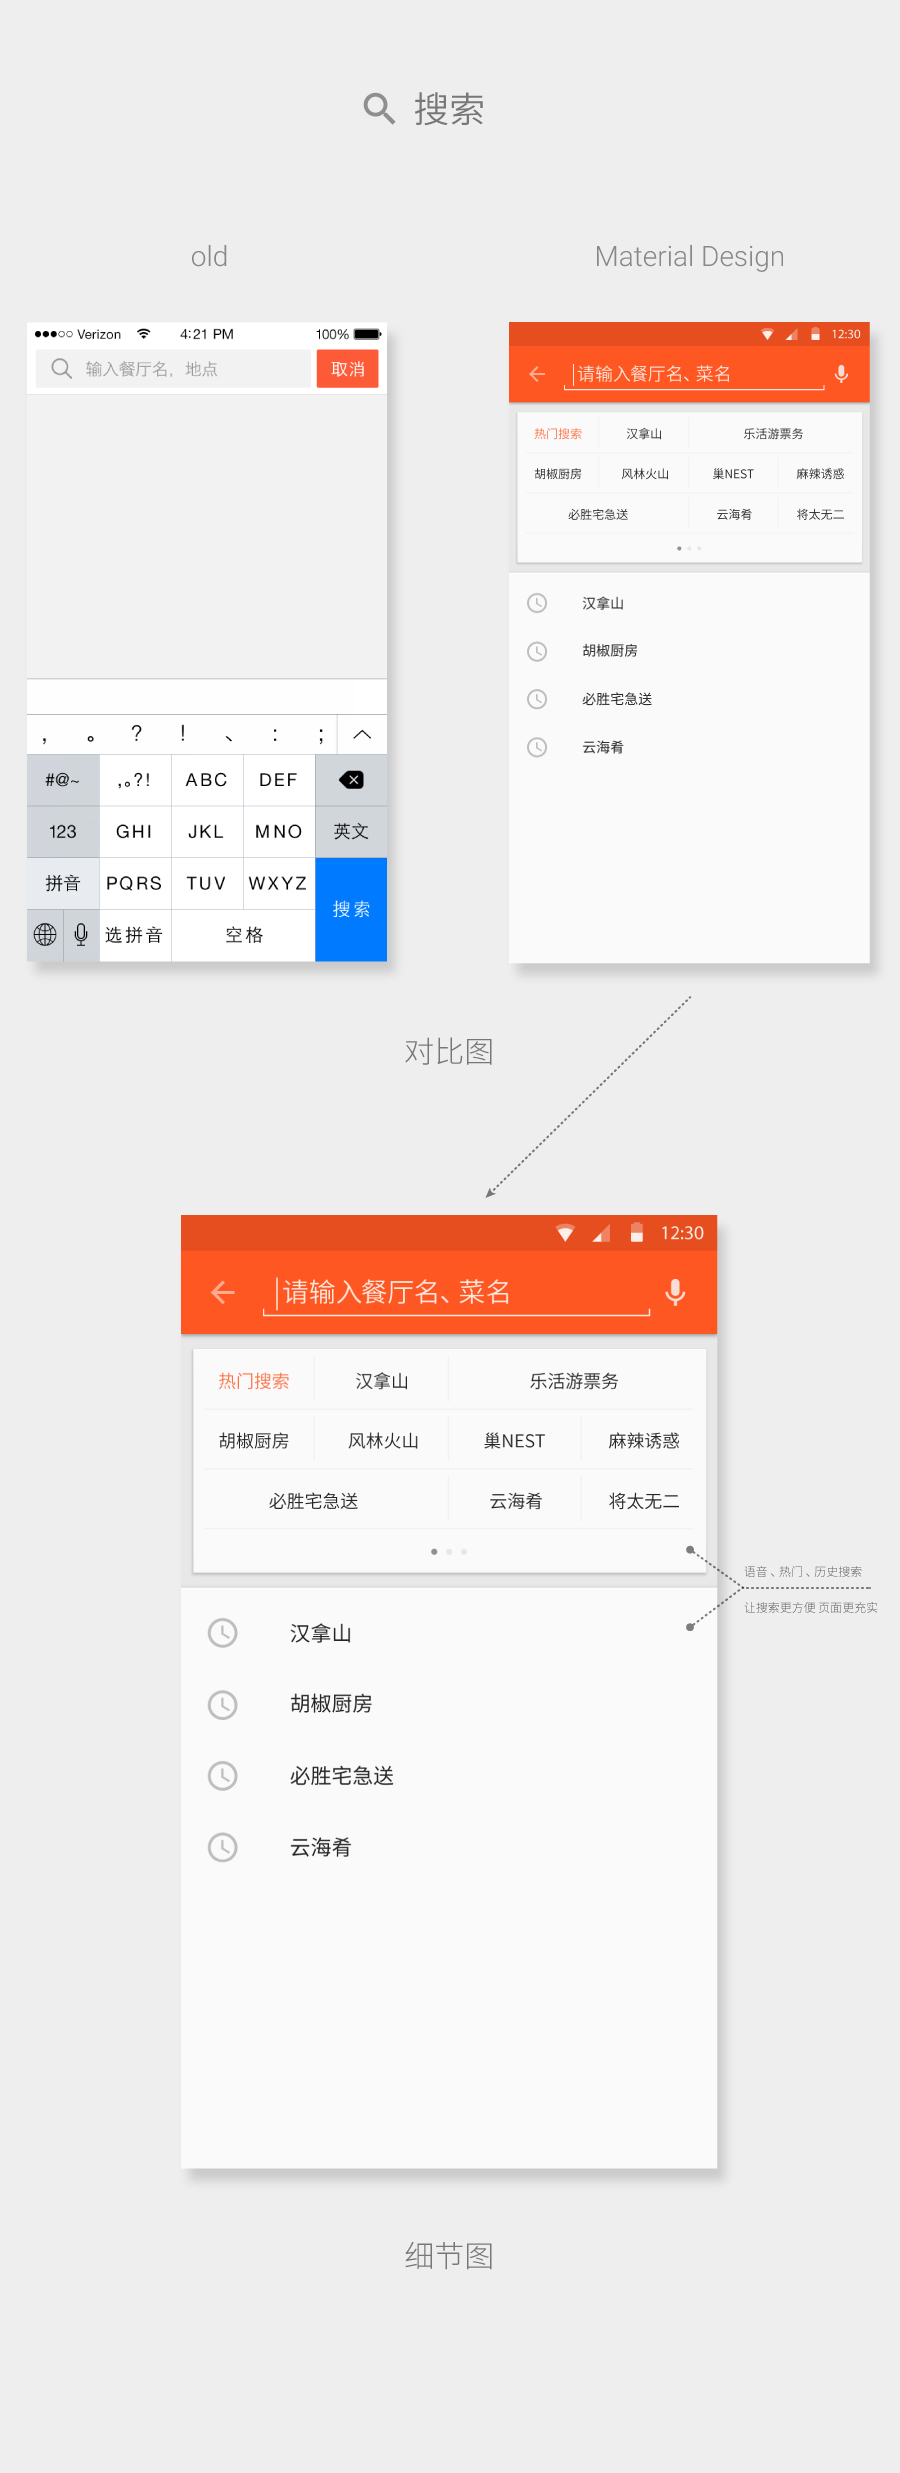 搜索
old
Material Design
Verizon 4:21 PM 100%
输入餐厅名，地点 取消
, 。 ? ! 、 : ;
#@~ ,。?! ABC DEF
123 GHI JKL MNO 英文
拼音 PQRS TUV WXYZ
搜索
选拼音 空格
12:30
请输入餐厅名、菜名
热门搜索 汉拿山 乐活游票务
胡椒厨房 风林火山 巢NEST 麻辣诱惑
必胜宅急送 云海肴 将太无二
汉拿山
胡椒厨房
必胜宅急送
云海肴
对比图
12:30
请输入餐厅名、菜名
热门搜索 汉拿山 乐活游票务
胡椒厨房 风林火山 巢NEST 麻辣诱惑
必胜宅急送 云海肴 将太无二
语音、热门、历史搜索
让搜索更方便 页面更充实
汉拿山
胡椒厨房
必胜宅急送
云海肴
细节图